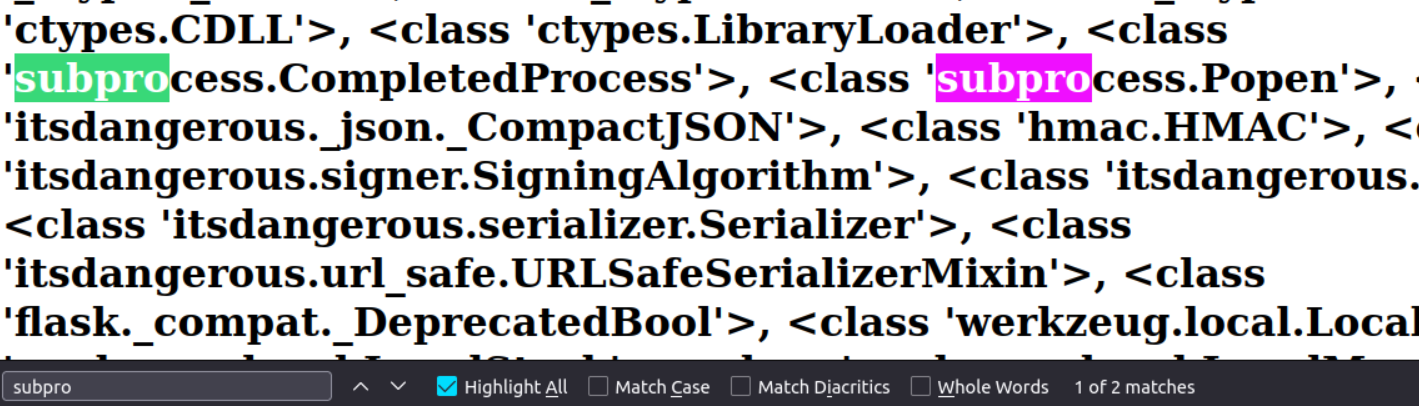 'ctypes.CDLL'>, <class 'ctypes.LibraryLoader'>, <class
'subprocess.CompletedProcess'>, <class 'subprocess.Popen'>,
'itsdangerous._json._CompactJSON'>, <class 'hmac.HMAC'>, <
'itsdangerous.signer.SigningAlgorithm'>, <class 'itsdangerous.
<class 'itsdangerous.serializer.Serializer'>, <class
'itsdangerous.url_safe.URLSafeSerializerMixin'>, <class
'flask._compat._DeprecatedBool'>, <class 'werkzeug.local.Local
subpro Highlight All Match Case Match Diacritics Whole Words 1 of 2 matches